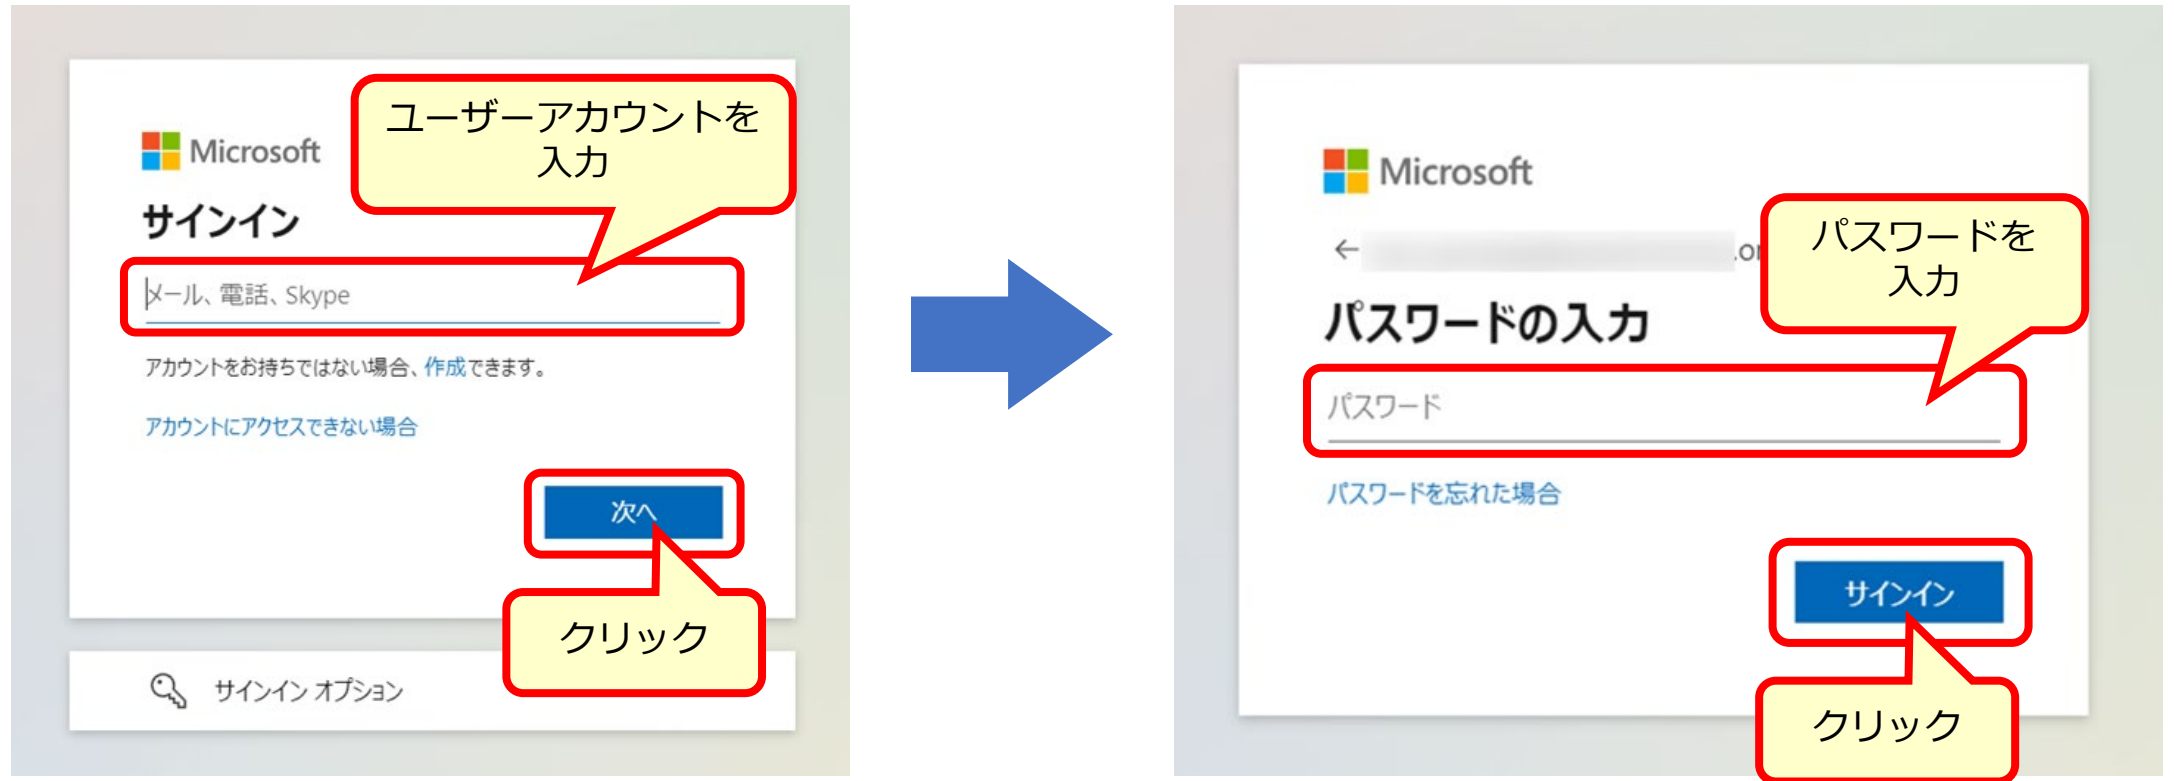 ユーザーアカウントを
入力
Microsoft
サインイン
メール、電話、Skype
アカウントをお持ちではない場合、作成できます。
アカウントにアクセスできない場合
次へ
クリック
サインイン オプション
Microsoft
パスワードを
入力
←
パスワードの入力
パスワード
パスワードを忘れた場合
サインイン
クリック